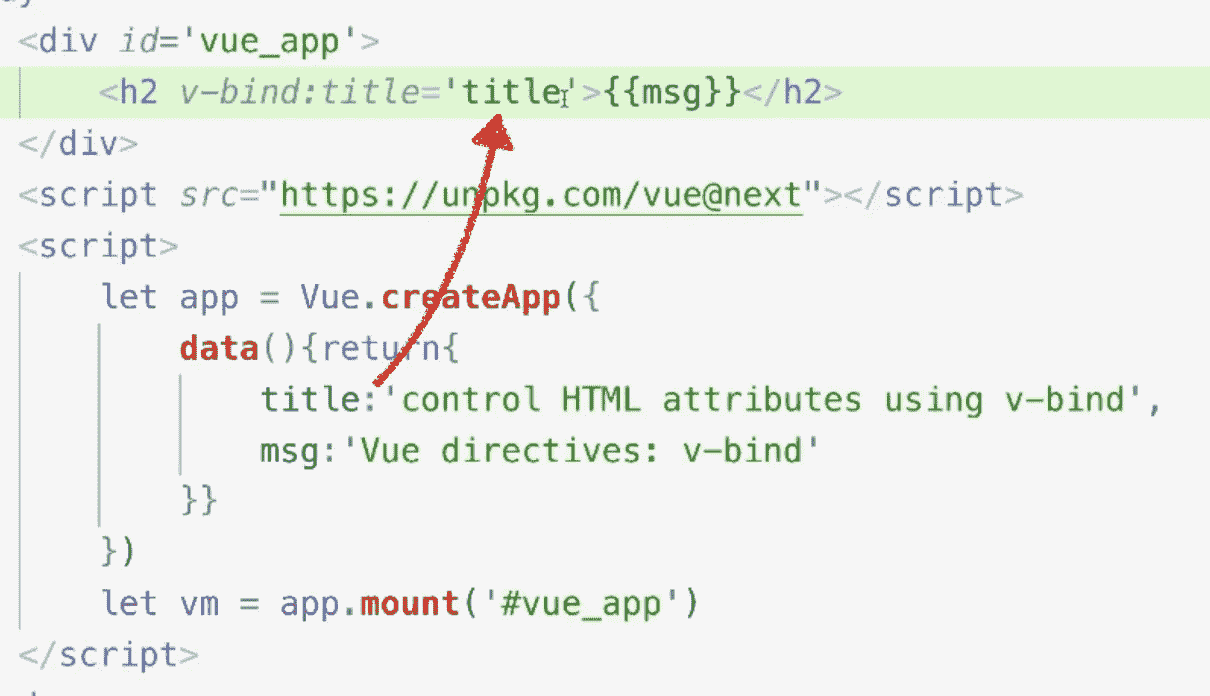 <div id='vue_app'>
<h2 v-bind:title='title'>{{msg}}</h2>
</div>
<script src="https://unpkg.com/vue@next"></script>
<script>
let app = Vue.createApp({
data(){return{
title:'control HTML attributes using v-bind',
msg:'Vue directives: v-bind'
}}
})
let vm = app.mount('#vue_app')
</script>